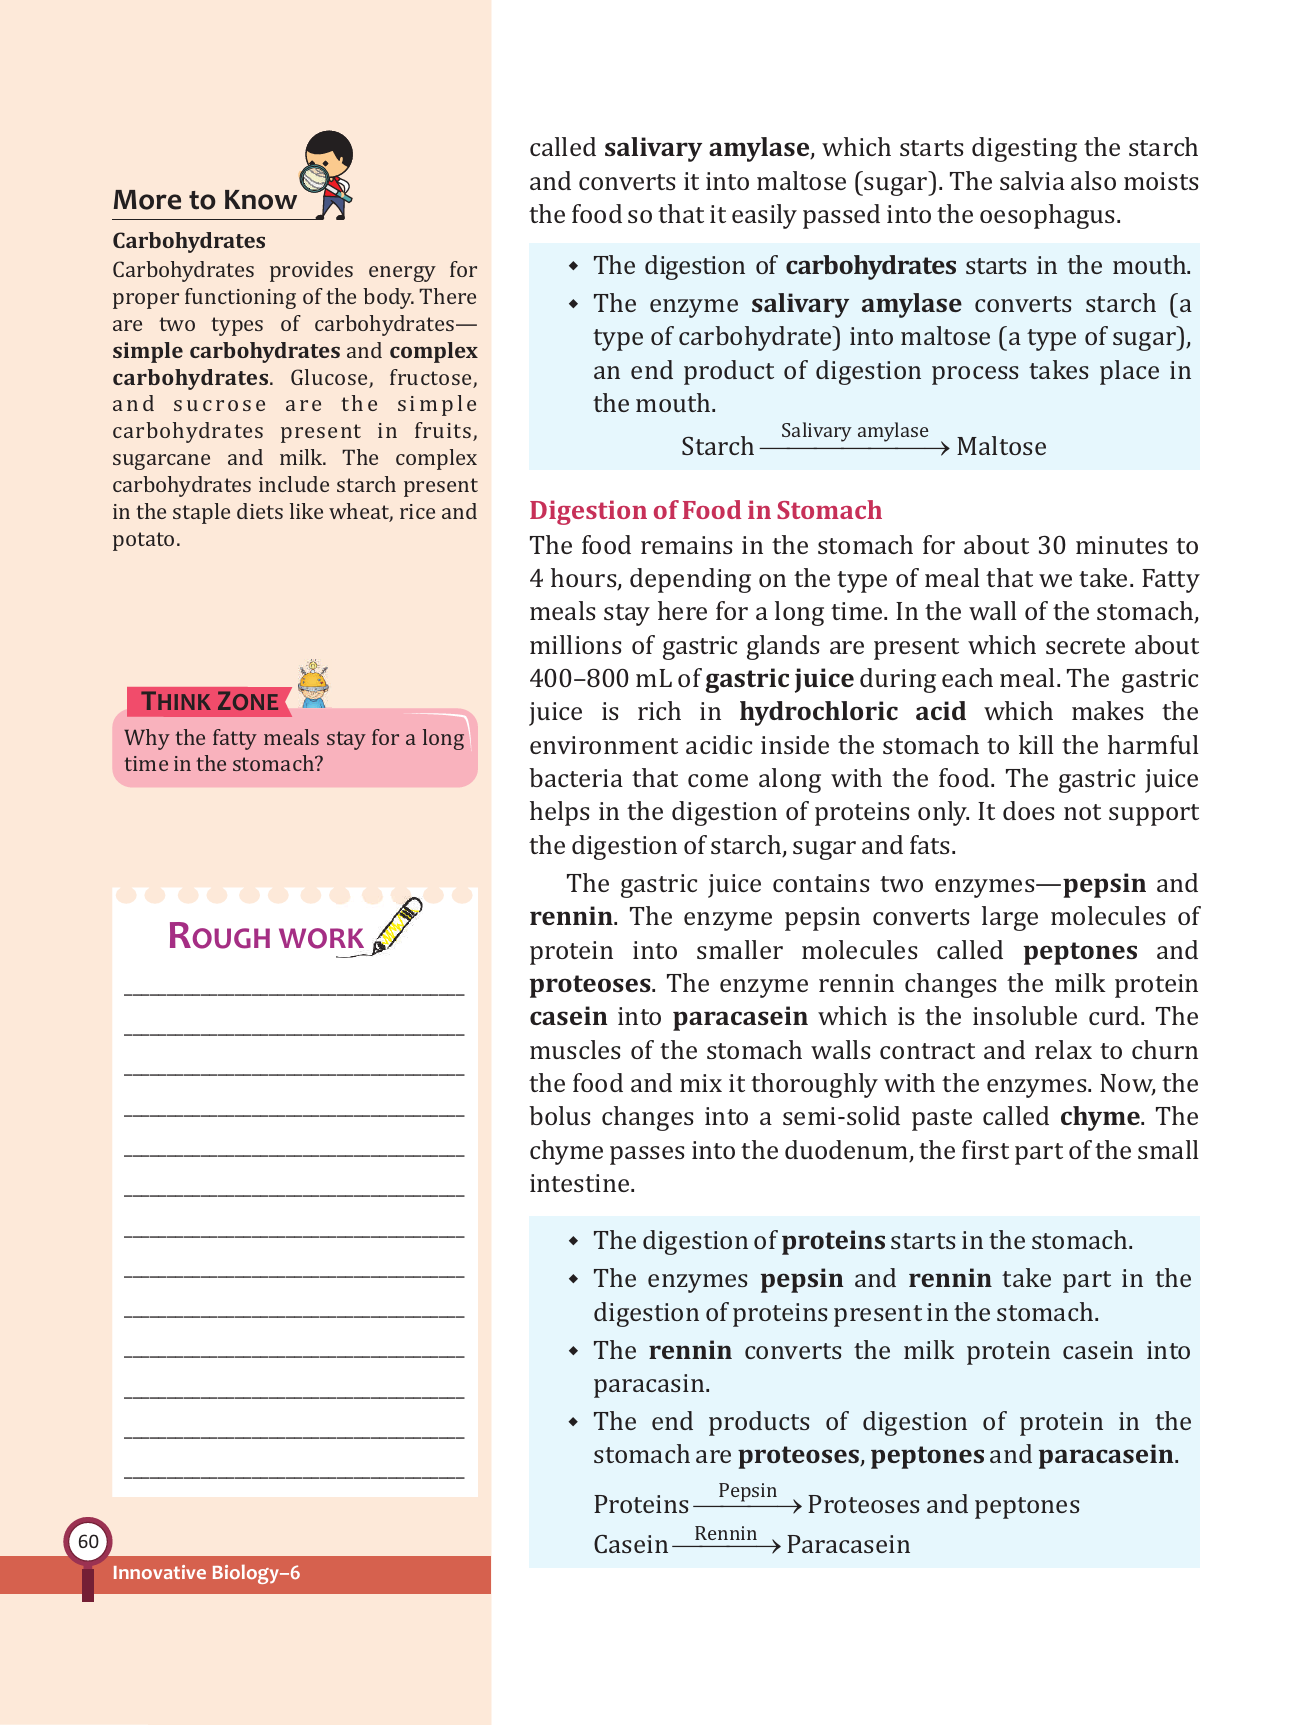 More to Know
Carbohydrates
Carbohydrates provides energy for
proper functioning of the body. There
are two types of carbohydrates—
simple carbohydrates and complex
carbohydrates. Glucose, fructose,
and sucrose are the simple
carbohydrates present in fruits,
sugarcane and milk. The complex
carbohydrates include starch present
in the staple diets like wheat, rice and
potato.
THINK ZONE
Why the fatty meals stay for a long
time in the stomach?
ROUGH WORK
60
Innovative Biology–6
called salivary amylase, which starts digesting the starch
and converts it into maltose (sugar). The salvia also moists
the food so that it easily passed into the oesophagus.
◆ The digestion of carbohydrates starts in the mouth.
◆ The enzyme salivary amylase converts starch (a
type of carbohydrate) into maltose (a type of sugar),
an end product of digestion process takes place in
the mouth.
Salivary amylase
Starch ⟶ Maltose
Digestion of Food in Stomach
The food remains in the stomach for about 30 minutes to
4 hours, depending on the type of meal that we take. Fatty
meals stay here for a long time. In the wall of the stomach,
millions of gastric glands are present which secrete about
400–800 mL of gastric juice during each meal. The gastric
juice is rich in hydrochloric acid which makes the
environment acidic inside the stomach to kill the harmful
bacteria that come along with the food. The gastric juice
helps in the digestion of proteins only. It does not support
the digestion of starch, sugar and fats.
The gastric juice contains two enzymes—pepsin and
rennin. The enzyme pepsin converts large molecules of
protein into smaller molecules called peptones and
proteoses. The enzyme rennin changes the milk protein
casein into paracasein which is the insoluble curd. The
muscles of the stomach walls contract and relax to churn
the food and mix it thoroughly with the enzymes. Now, the
bolus changes into a semi-solid paste called chyme. The
chyme passes into the duodenum, the first part of the small
intestine.
◆ The digestion of proteins starts in the stomach.
◆ The enzymes pepsin and rennin take part in the
digestion of proteins present in the stomach.
◆ The rennin converts the milk protein casein into
paracasin.
◆ The end products of digestion of protein in the
stomach are proteoses, peptones and paracasein.
Pepsin
Proteins ⟶ Proteoses and peptones
Rennin
Casein ⟶ Paracasein